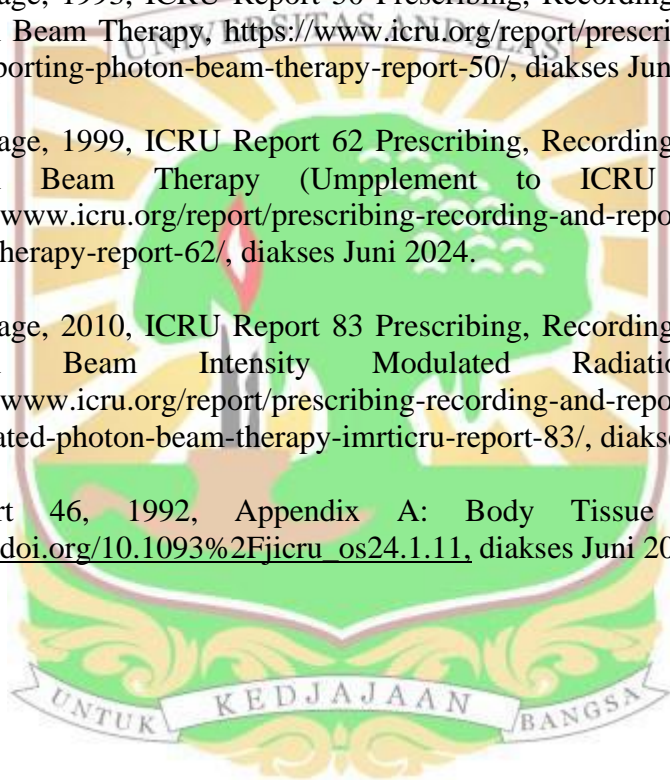 age, 1993, ICRU Report 50 Prescribing, Recording
Beam Therapy, https://www.icru.org/report/prescri
UNIVERSITAS ANDALAS
porting-photon-beam-therapy-report-50/, diakses Jun
age, 1999, ICRU Report 62 Prescribing, Recording
Beam Therapy (Umpplement to ICRU
www.icru.org/report/prescribing-recording-and-repo
herapy-report-62/, diakses Juni 2024.
age, 2010, ICRU Report 83 Prescribing, Recording
Beam Intensity Modulated Radiatio
www.icru.org/report/prescribing-recording-and-repo
ated-photon-beam-therapy-imrticru-report-83/, diaks
rt 46, 1992, Appendix A: Body Tissue
doi.org/10.1093%2Fjicru_os24.1.11, diakses Juni 20
UNTUK KEDJAJAAN BANGSA